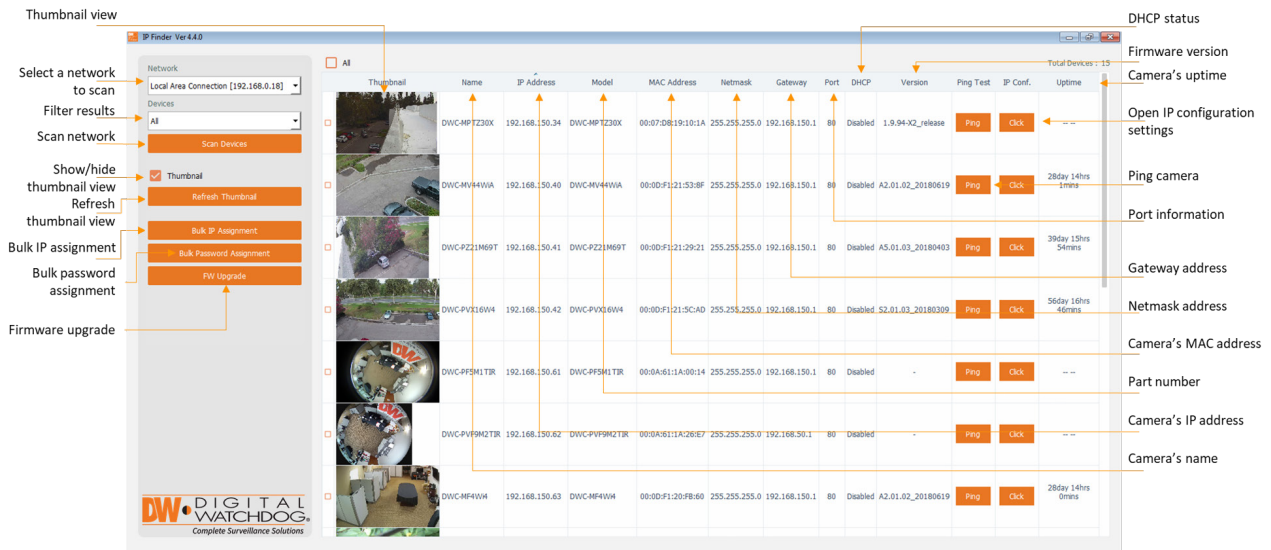 Thumbnail view
DHCP status
IP Finder Ver 4.4.0
Firmware version
Network
All
Total Devices : 15
Select a network
to scan
Local Area Connection [192.168.0.18]
Camera's uptime
Thumbnail Name IP Address Model MAC Address Netmask Gateway Port DHCP Version Ping Test IP Conf. Uptime
Devices
Filter results
All
Open IP configuration
settings
DWC-MPTZ30X 192.168.150.34 DWC-MPTZ30X 00:07:D8:19:10:1A 255.255.255.0 192.168.150.1 80 Disabled 1.9.94-X2_release Ping Click -- --
Scan network
Scan Devices
Show/hide
thumbnail view
Thumbnail
Ping camera
DWC-MV44WiA 192.168.150.40 DWC-MV44WiA 00:0D:F1:21:53:8F 255.255.255.0 192.168.150.1 80 Disabled A2.01.02_20180619 Ping Click 28day 14hrs
1mins
Refresh
thumbnail view
Refresh Thumbnail
Port information
Bulk IP Assignment
Bulk IP assignment
DWC-PZ21M69T 192.168.150.41 DWC-PZ21M69T 00:0D:F1:21:29:21 255.255.255.0 192.168.150.1 80 Disabled A5.01.03_20180403 Ping Click 39day 15hrs
54mins
Bulk Password Assignment
Bulk password
assignment
Gateway address
FW Upgrade
Netmask address
DWC-PVX16W4 192.168.150.42 DWC-PVX16W4 00:0D:F1:21:5C:AD 255.255.255.0 192.168.150.1 80 Disabled S2.01.03_20180309 Ping Click 56day 16hrs
46mins
Firmware upgrade
Camera's MAC address
DWC-PF5M1TIR 192.168.150.61 DWC-PF5M1TIR 00:0A:61:1A:00:14 255.255.255.0 192.168.150.1 80 Disabled - Ping Click -- --
Part number
Camera's IP address
DWC-PVF9M2TIR 192.168.150.62 DWC-PVF9M2TIR 00:0A:61:1A:26:E7 255.255.255.0 192.168.50.1 80 Disabled - Ping Click -- --
Camera's name
DWC-MF4Wi4 192.168.150.63 DWC-MF4Wi4 00:0D:F1:20:FB:60 255.255.255.0 192.168.150.1 80 Disabled A2.01.02_20180619 Ping Click 28day 14hrs
0mins
DW DIGITAL
WATCHDOG®
Complete Surveillance Solutions